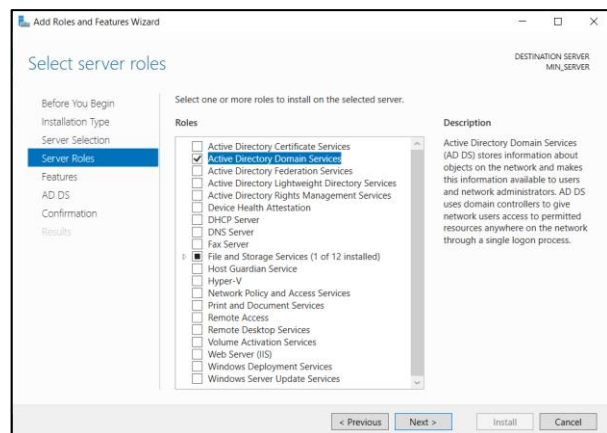 Add Roles and Features Wizard
Select server roles
DESTINATION SERVER
MIN_SERVER
Before You Begin
Installation Type
Server Selection
Server Roles
Features
AD DS
Confirmation
Results
Select one or more roles to install on the selected server.
Roles
Active Directory Certificate Services
Active Directory Domain Services
Active Directory Federation Services
Active Directory Lightweight Directory Services
Active Directory Rights Management Services
Device Health Attestation
DHCP Server
DNS Server
Fax Server
File and Storage Services (1 of 12 installed)
Host Guardian Service
Hyper-V
Network Policy and Access Services
Print and Document Services
Remote Access
Remote Desktop Services
Volume Activation Services
Web Server (IIS)
Windows Deployment Services
Windows Server Update Services
Description
Active Directory Domain Services
(AD DS) stores information about
objects on the network and makes
this information available to users
and network administrators. AD DS
uses domain controllers to give
network users access to permitted
resources anywhere on the network
through a single logon process.
< Previous
Next >
Install
Cancel